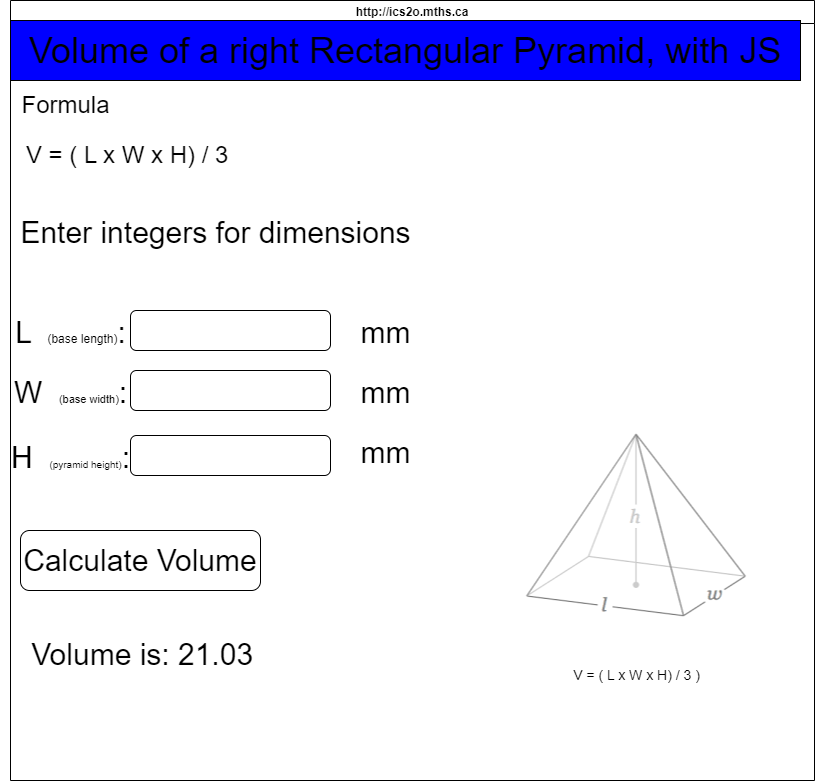 http://ics2o.mths.ca
Volume of a right Rectangular Pyramid, with JS
Formula
V = ( L x W x H) / 3
Enter integers for dimensions
L (base length): mm
W (base width): mm
H (pyramid height): mm
h
l
w
Calculate Volume
Volume is: 21.03
V = ( L x W x H) / 3 )